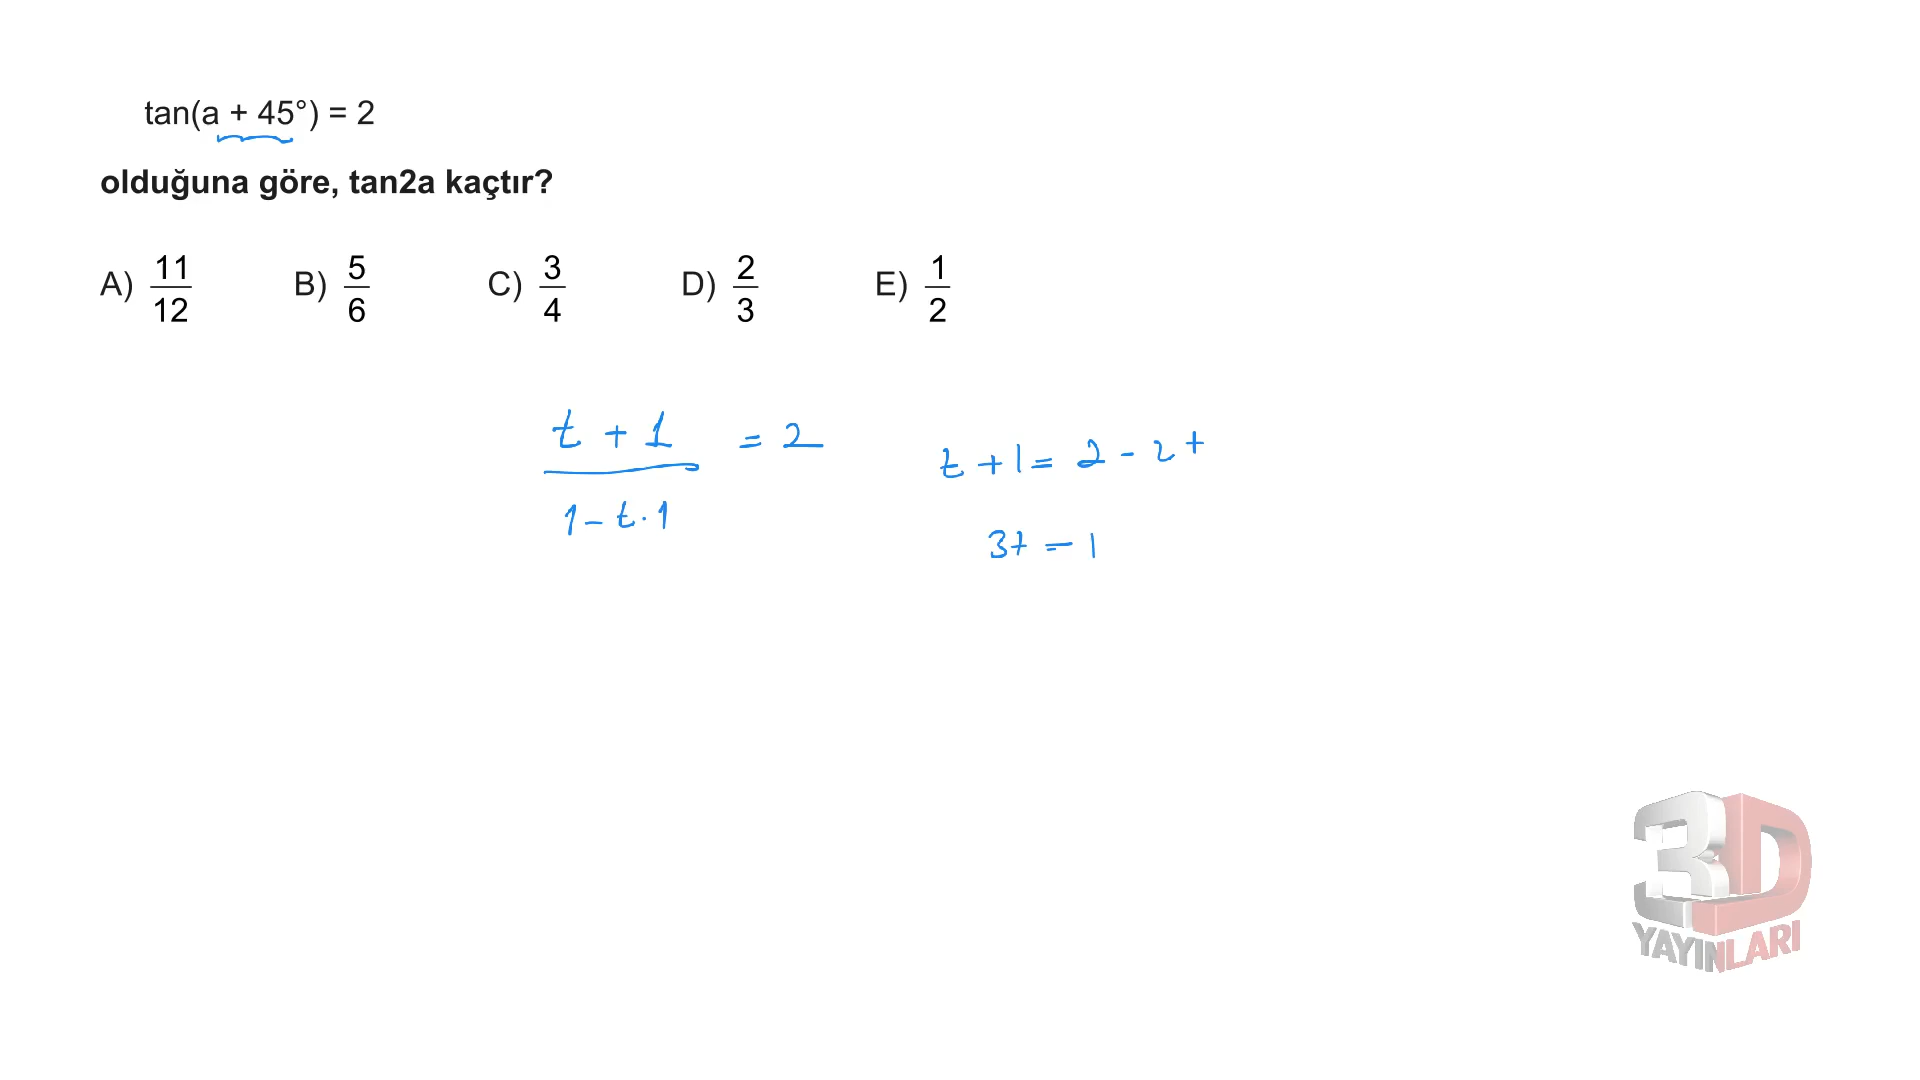 tan(a + 45°) = 2
olduğuna göre, tan2a kaçtır?
A) 11/12 B) 5/6 C) 3/4 D) 2/3 E) 1/2
t + 1 / 1 - t . 1 = 2
t + 1 = 2 - 2t
3t = 1
3D
YAYINLARI